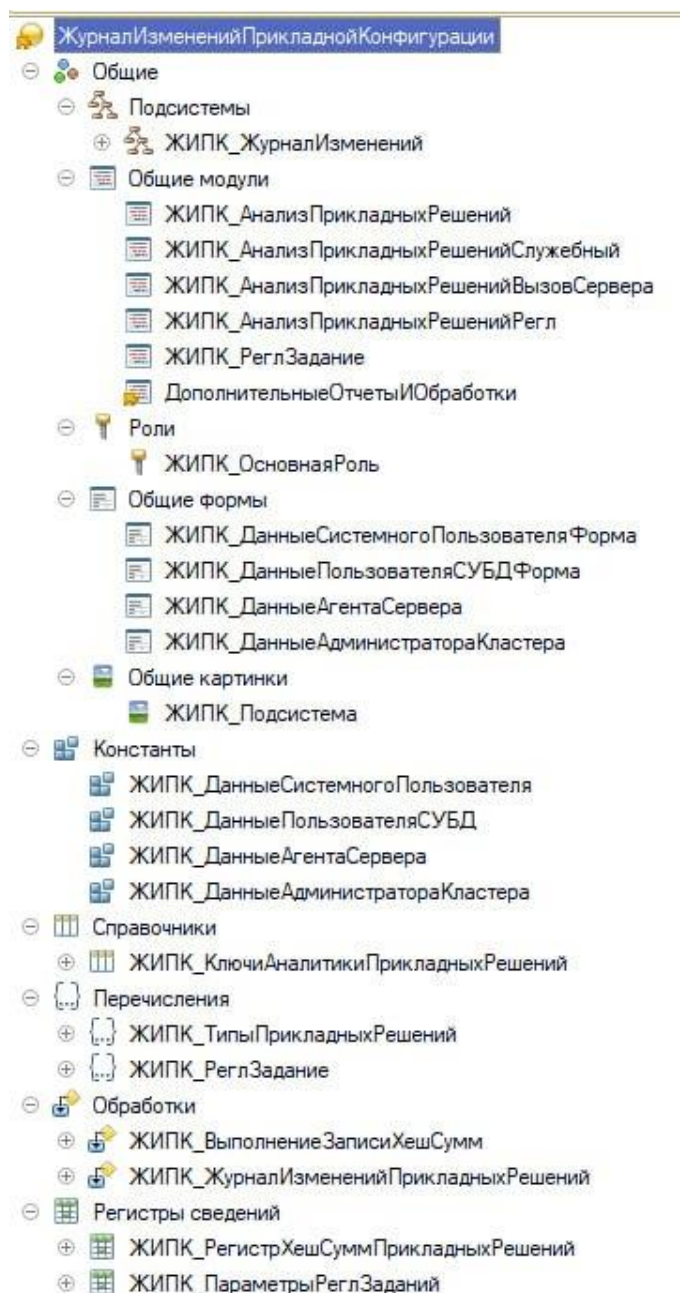 ЖурналИзмененийПрикладнойКонфигурации
Общие
Подсистемы
ЖИПК_ЖурналИзменений
Общие модули
ЖИПК_АнализПрикладныхРешений
ЖИПК_АнализПрикладныхРешенийСлужебный
ЖИПК_АнализПрикладныхРешенийВызовСервера
ЖИПК_АнализПрикладныхРешенийРегл
ЖИПК_РеглЗадание
ДополнительныеОтчетыИОбработки
Роли
ЖИПК_ОсновнаяРоль
Общие формы
ЖИПК_ДанныеСистемногоПользователяФорма
ЖИПК_ДанныеПользователяСУБДФорма
ЖИПК_ДанныеАгентаСервера
ЖИПК_ДанныеАдминистратораКластера
Общие картинки
ЖИПК_Подсистема
Константы
ЖИПК_ДанныеСистемногоПользователя
ЖИПК_ДанныеПользователяСУБД
ЖИПК_ДанныеАгентаСервера
ЖИПК_ДанныеАдминистратораКластера
Справочники
ЖИПК_КлючиАналитикиПрикладныхРешений
Перечисления
ЖИПК_ТипыПрикладныхРешений
ЖИПК_РеглЗадание
Обработки
ЖИПК_ВыполнениеЗаписиХешСумм
ЖИПК_ЖурналИзмененийПрикладныхРешений
Регистры сведений
ЖИПК_РегистрХешСуммПрикладныхРешений
ЖИПК_ПараметрыРеглЗаданий